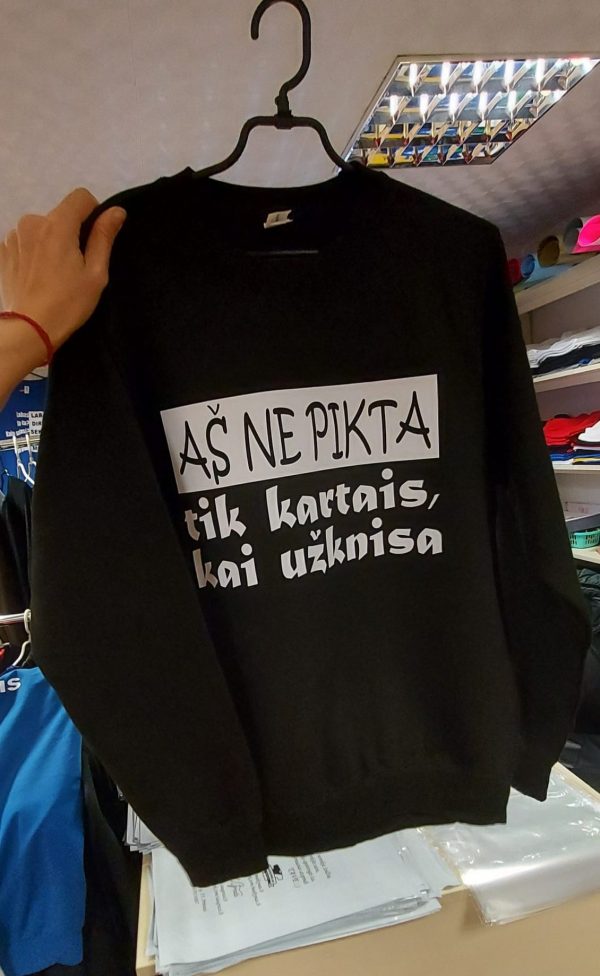 AŠ NE PIKTA
tik kartais,
kai užknisa